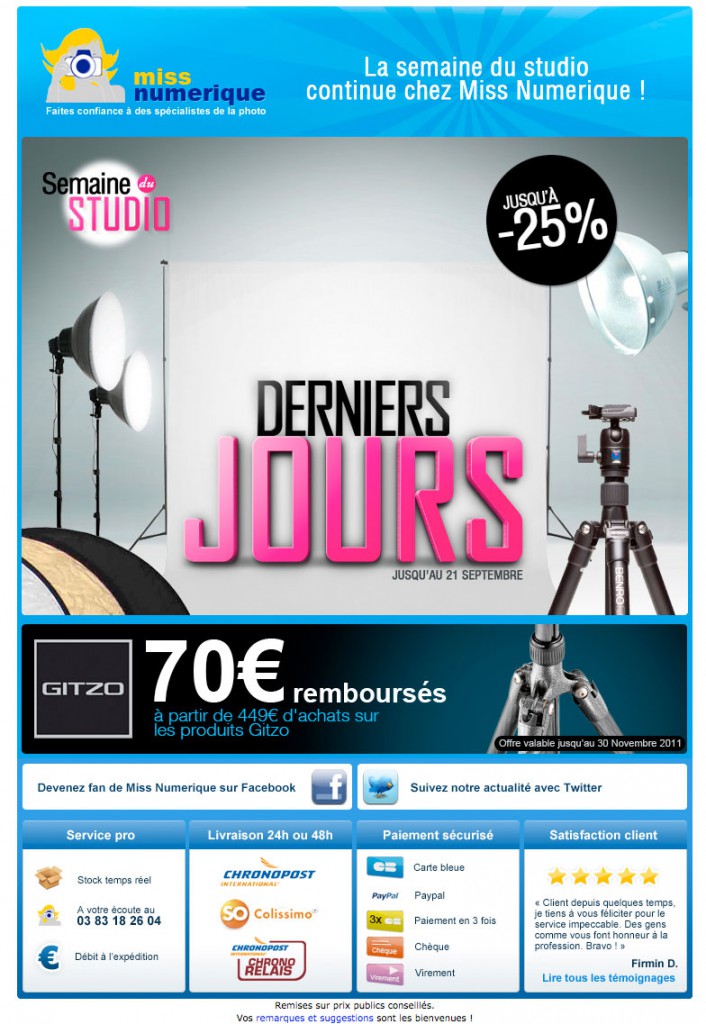 miss
numerique
Faites confiance à des spécialistes de la photo
La semaine du studio
continue chez Miss Numerique !
Semaine du
STUDIO
JUSQU'À
-25%
DERNIERS
JOURS
JUSQU'AU 21 SEPTEMBRE
BENRO
GITZO
70€ remboursés
à partir de 449€ d'achats sur
les produits Gitzo
Offre valable jusqu'au 30 Novembre 2011
Devenez fan de Miss Numerique sur Facebook
Suivez notre actualité avec Twitter
Service pro
Stock temps réel
A votre écoute au
03 83 18 26 04
Débit à l'expédition
Livraison 24h ou 48h
CHRONOPOST
INTERNATIONAL
SO Colissimo
CHRONOPOST
INTERNATIONAL
CHRONO
RELAIS
Paiement sécurisé
CB Carte bleue
PayPal Paypal
3x CB Paiement en 3 fois
Chèque Chèque
Virement Virement
Satisfaction client
« Client depuis quelques temps,
je tiens à vous féliciter pour le
service impeccable. Des gens
comme vous font honneur à la
profession. Bravo ! »
Firmin D.
Lire tous les témoignages
Remises sur prix publics conseillés.
Vos remarques et suggestions sont les bienvenues !